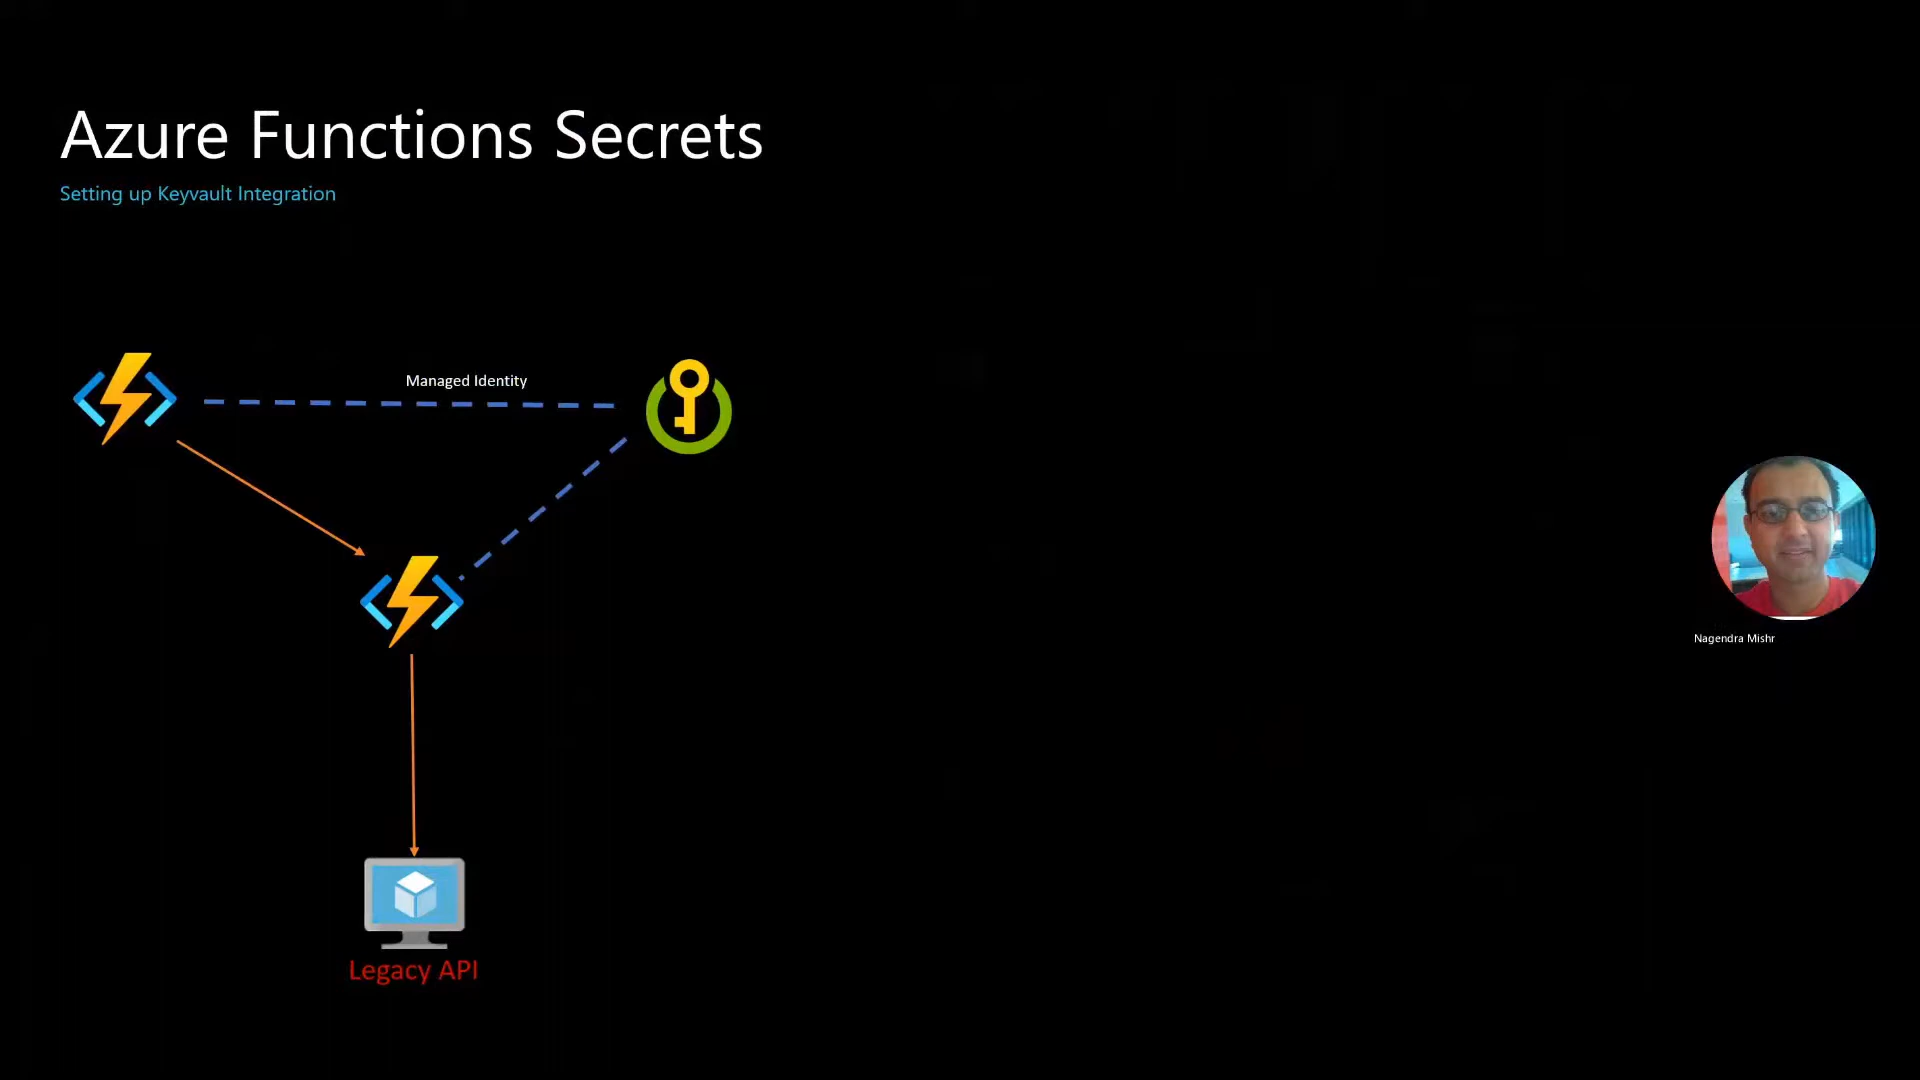 Azure Functions Secrets
Setting up Keyvault Integration
Managed Identity
Nagendra Mishr
Legacy API